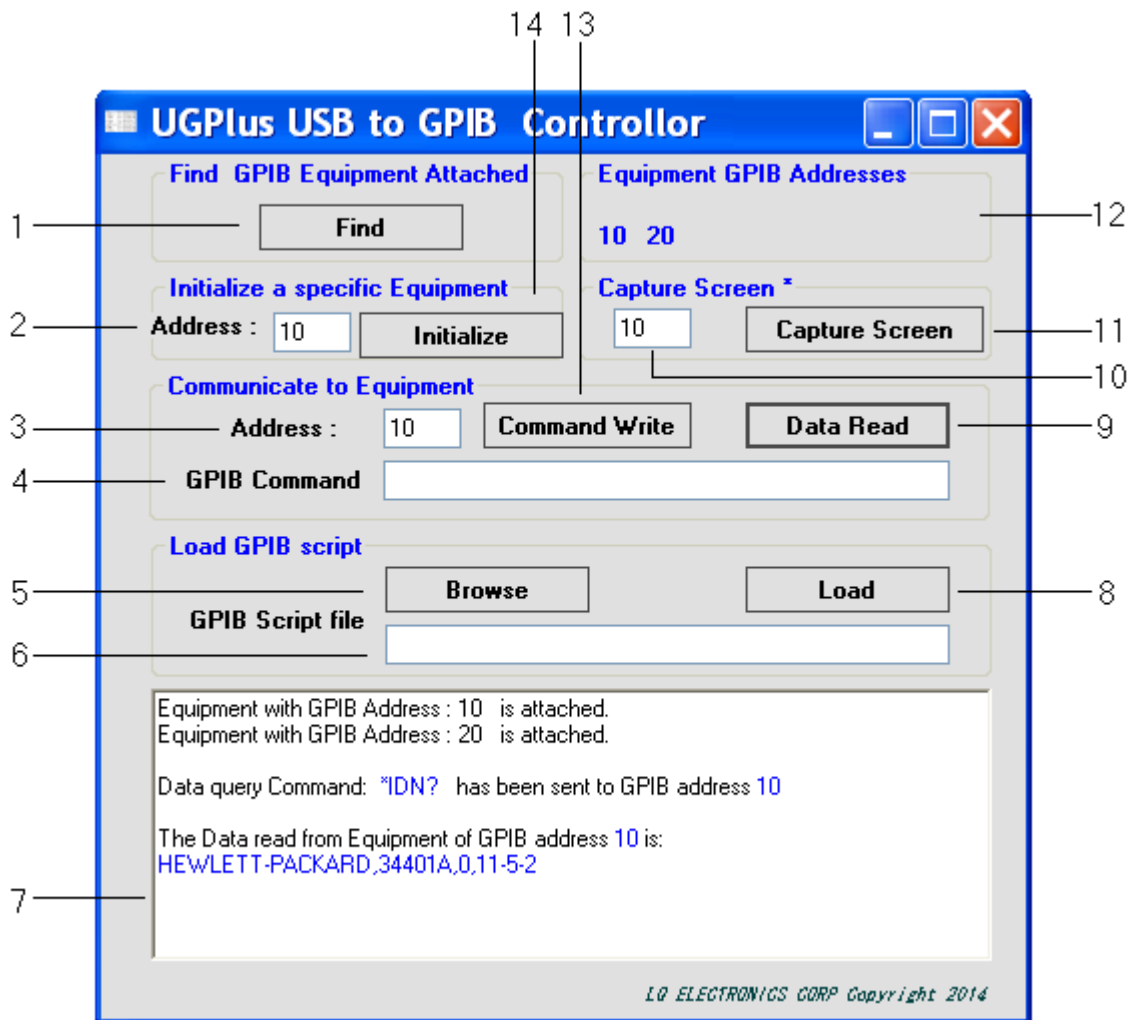 14 13
UGPlus USB to GPIB Controllor
Find GPIB Equipment Attached
Equipment GPIB Addresses
1
Find
12
10 20
Initialize a specific Equipment
Capture Screen *
2
Address :
10
Initialize
10
Capture Screen
11
10
Communicate to Equipment
3
Address :
10
Command Write
Data Read
9
4
GPIB Command
Load GPIB script
5
Browse
Load
8
GPIB Script file
6
Equipment with GPIB Address : 10 is attached.
Equipment with GPIB Address : 20 is attached.
Data query Command: *IDN? has been sent to GPIB address 10
The Data read from Equipment of GPIB address 10 is:
HEWLETT-PACKARD,34401A,0,11-5-2
7
LQ ELECTRONICS CORP Copyright 2014